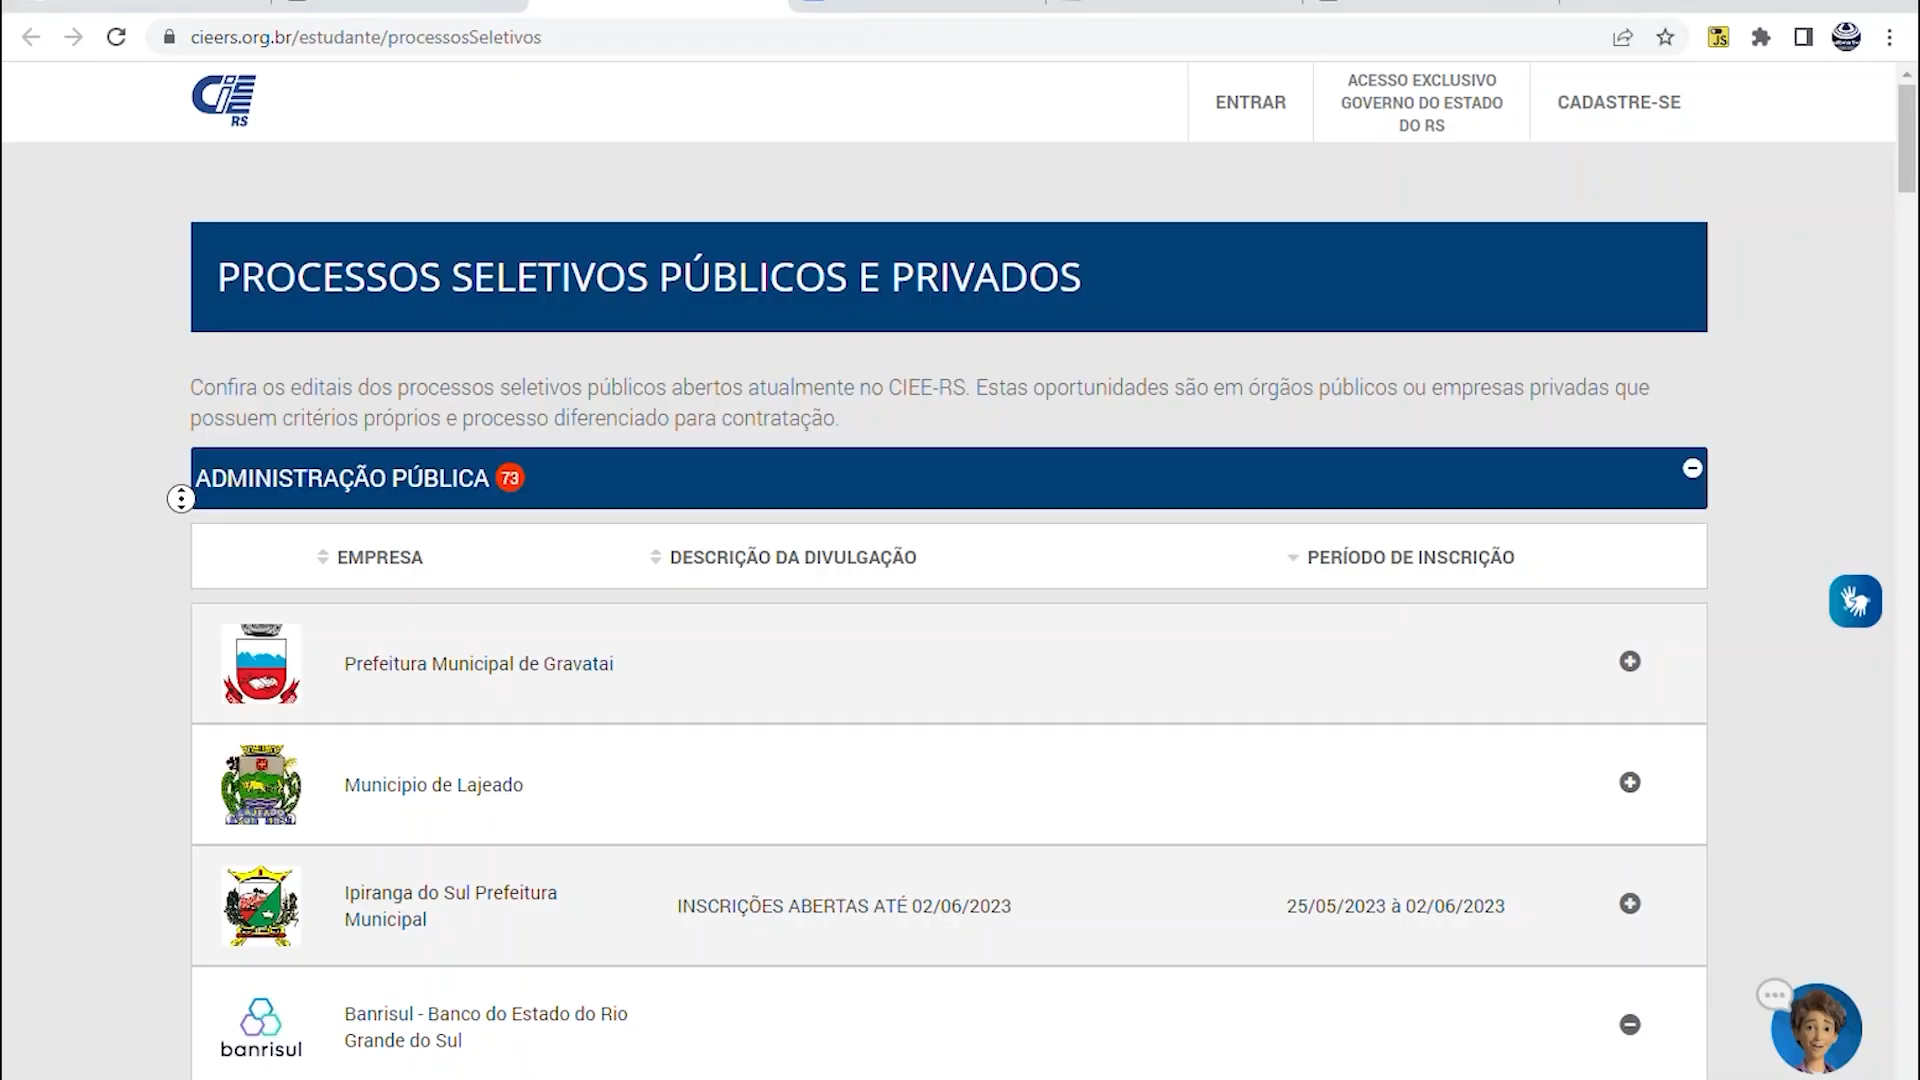 cieers.org.br/estudante/processosSeletivos
JS
CIEE
RS
ENTRAR
ACESSO EXCLUSIVO
GOVERNO DO ESTADO
DO RS
CADASTRE-SE
PROCESSOS SELETIVOS PÚBLICOS E PRIVADOS
Confira os editais dos processos seletivos públicos abertos atualmente no CIEE-RS. Estas oportunidades são em órgãos públicos ou empresas privadas que
possuem critérios próprios e processo diferenciado para contratação.
ADMINISTRAÇÃO PÚBLICA 73
EMPRESA DESCRIÇÃO DA DIVULGAÇÃO PERÍODO DE INSCRIÇÃO
Prefeitura Municipal de Gravatai
LAJEADO
Municipio de Lajeado
Ipiranga do Sul Prefeitura
Municipal
INSCRIÇÕES ABERTAS ATÉ 02/06/2023 25/05/2023 à 02/06/2023
banrisul
Banrisul - Banco do Estado do Rio
Grande do Sul